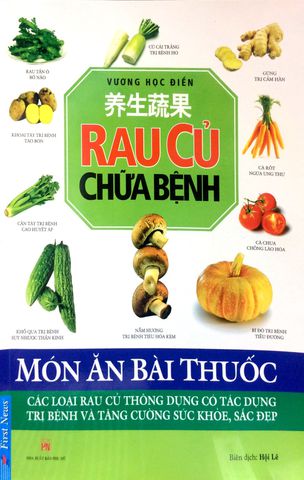 CỦ CẢI TRẮNG
TRỊ BỆNH HO
RAU TẦN Ô
BỔ NÃO
GỪNG
TRỊ CẢM HÀN
VƯƠNG HỌC ĐIỂN
养生蔬果
RAU CỦ
CHỮA BỆNH
KHOAI TÂY TRỊ BỆNH
TÁO BÓN
CÀ RỐT
NGỪA UNG THƯ
CẦN TÂY TRỊ BỆNH
CAO HUYẾT ÁP
CÀ CHUA
CHỐNG LÃO HÓA
KHỔ QUA TRỊ BỆNH
SUY NHƯỢC THẦN KINH
NẤM HƯƠNG
TRỊ BỆNH TIÊU HÓA KÉM
BÍ ĐỎ TRỊ BỆNH
TIỂU ĐƯỜNG
MÓN ĂN BÀI THUỐC
CÁC LOẠI RAU CỦ THÔNG DỤNG CÓ TÁC DỤNG
TRỊ BỆNH VÀ TĂNG CƯỜNG SỨC KHỎE, SẮC ĐẸP
First News
PN
Biên dịch: Hội Lê